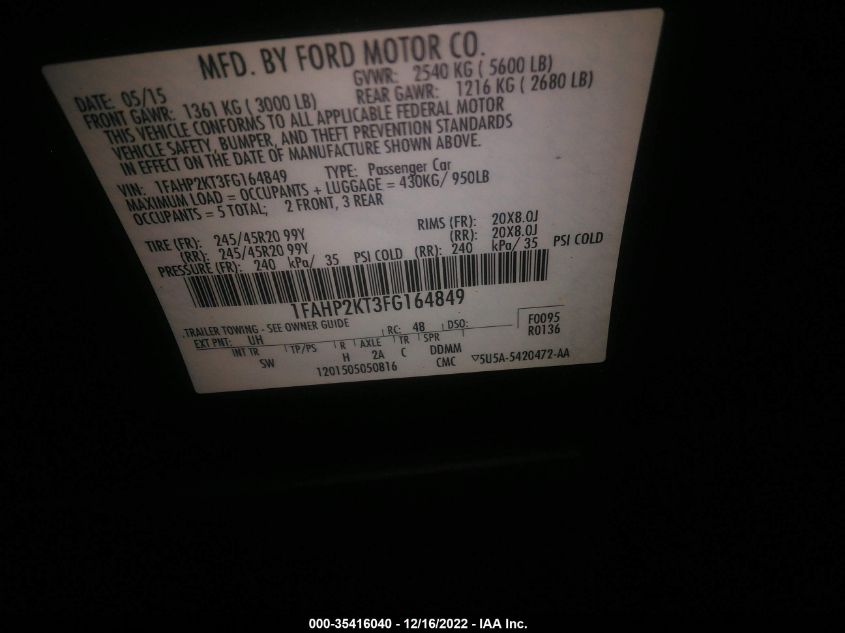 MFD. BY FORD MOTOR CO.
DATE: 05/15 GVWR: 2540 KG ( 5600 LB)
FRONT GAWR: 1361 KG ( 3000 LB) REAR GAWR: 1216 KG ( 2680 LB)
THIS VEHICLE CONFORMS TO ALL APPLICABLE FEDERAL MOTOR
VEHICLE SAFETY, BUMPER, AND THEFT PREVENTION STANDARDS
IN EFFECT ON THE DATE OF MANUFACTURE SHOWN ABOVE.
VIN: 1FAHP2KT3FG164849 TYPE: Passenger Car
MAXIMUM LOAD = OCCUPANTS + LUGGAGE = 430KG/ 950LB
OCCUPANTS = 5 TOTAL; 2 FRONT, 3 REAR
TIRE (FR): 245/45R20 99Y RIMS (FR): 20X8.0J
(RR): 245/45R20 99Y (RR): 20X8.0J
PRESSURE (FR): 240 kPa/ 35 PSI COLD (RR): 240 kPa/ 35 PSI COLD
1FAHP2KT3FG164849
TRAILER TOWING - SEE OWNER GUIDE
EXT PNT: UH RC: 48 DSO: F0095
R0136
INT TR TP/PS R AXLE TR SPR
SW H 2A C DDMM ▽5U5A-5420472-AA
1201505050816 CMC
000-35416040 - 12/16/2022 - IAA Inc.